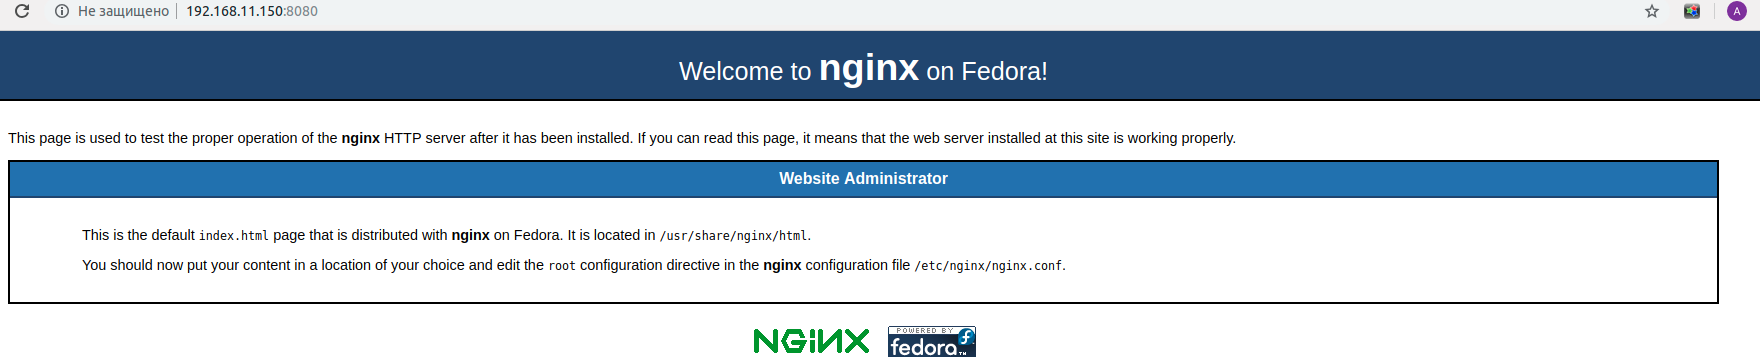 Не защищено 192.168.11.150:8080
A
Welcome to nginx on Fedora!
This page is used to test the proper operation of the nginx HTTP server after it has been installed. If you can read this page, it means that the web server installed at this site is working properly.
Website Administrator
This is the default index.html page that is distributed with nginx on Fedora. It is located in /usr/share/nginx/html.
You should now put your content in a location of your choice and edit the root configuration directive in the nginx configuration file /etc/nginx/nginx.conf.
NGiNX
POWERED BY
fedora™